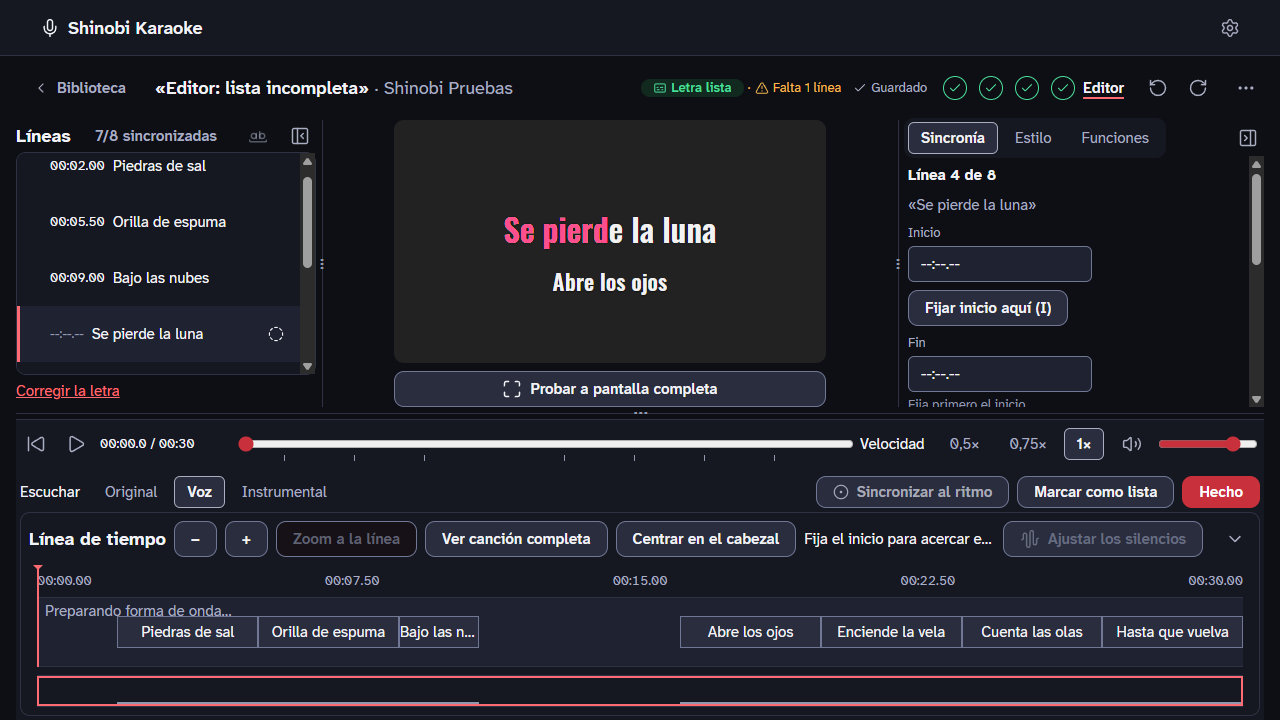 Shinobi Karaoke
Biblioteca
«Editor: lista incompleta» · Shinobi Pruebas
Letra lista · Falta 1 línea
Guardado
Editor
Líneas
7/8 sincronizadas
ab
00:02.00 Piedras de sal
00:05.50 Orilla de espuma
00:09.00 Bajo las nubes
--:--.-- Se pierde la luna
Corregir la letra
Se pierde la luna
Abre los ojos
Probar a pantalla completa
Sincronía
Estilo
Funciones
Línea 4 de 8
«Se pierde la luna»
Inicio
--:--.--
Fijar inicio aquí (I)
Fin
--:--.--
Fija primero el inicio
00:00.0 / 00:30
Velocidad
0,5×
0,75×
1×
Escuchar
Original
Voz
Instrumental
Sincronizar al ritmo
Marcar como lista
Hecho
Línea de tiempo
−
+
Zoom a la línea
Ver canción completa
Centrar en el cabezal
Fija el inicio para acercar e...
Ajustar los silencios
00:00.00
00:07.50
00:15.00
00:22.50
00:30.00
Preparando forma de onda...
Piedras de sal
Orilla de espuma
Bajo las n...
Abre los ojos
Enciende la vela
Cuenta las olas
Hasta que vuelva